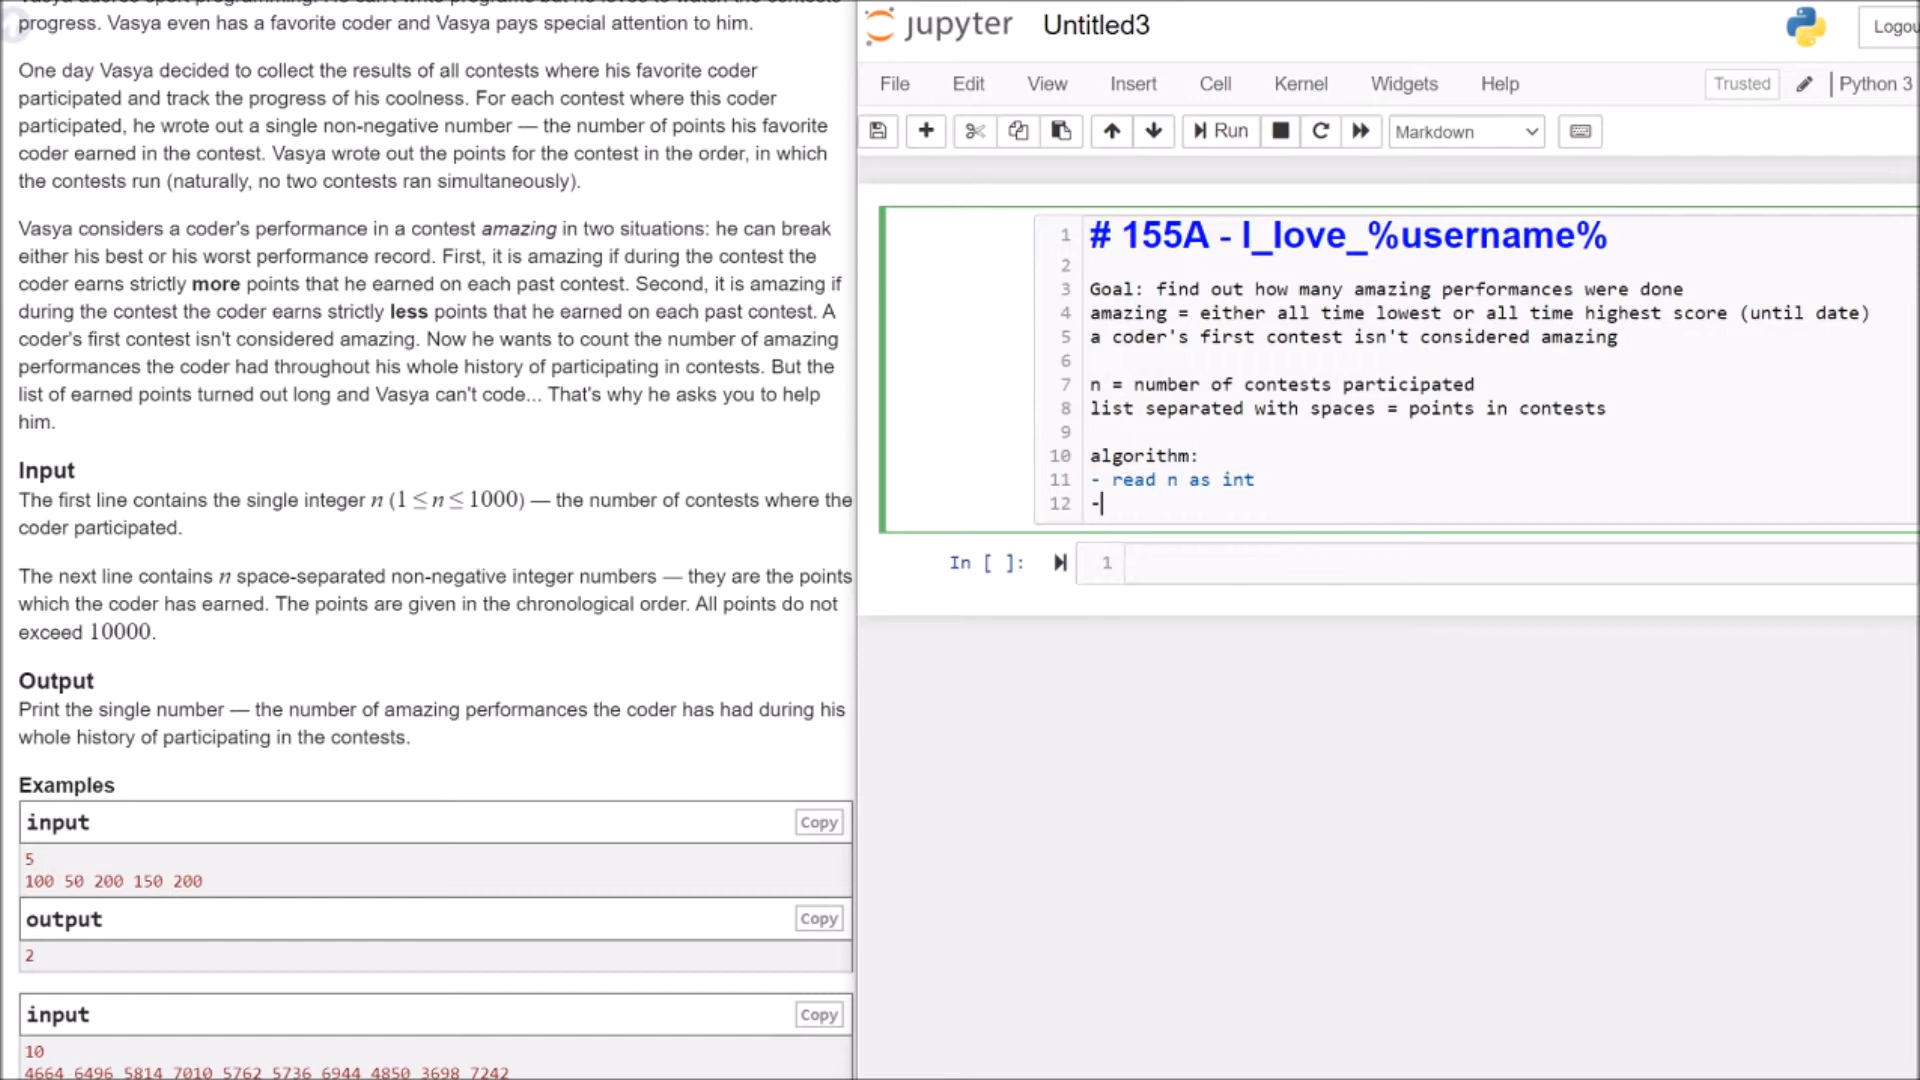 progress. Vasya even has a favorite coder and Vasya pays special attention to him.
One day Vasya decided to collect the results of all contests where his favorite coder
participated and track the progress of his coolness. For each contest where this coder
participated, he wrote out a single non-negative number — the number of points his favorite
coder earned in the contest. Vasya wrote out the points for the contest in the order, in which
the contests run (naturally, no two contests ran simultaneously).
Vasya considers a coder's performance in a contest amazing in two situations: he can break
either his best or his worst performance record. First, it is amazing if during the contest the
coder earns strictly more points that he earned on each past contest. Second, it is amazing if
during the contest the coder earns strictly less points that he earned on each past contest. A
coder's first contest isn't considered amazing. Now he wants to count the number of amazing
performances the coder had throughout his whole history of participating in contests. But the
list of earned points turned out long and Vasya can't code... That's why he asks you to help
him.
Input
The first line contains the single integer n (1 ≤ n ≤ 1000) — the number of contests where the
coder participated.
The next line contains n space-separated non-negative integer numbers — they are the points
which the coder has earned. The points are given in the chronological order. All points do not
exceed 10000.
Output
Print the single number — the number of amazing performances the coder has had during his
whole history of participating in the contests.
Examples
input Copy
5
100 50 200 150 200
output Copy
2
input Copy
10
4664 6496 5814 7010 5762 5736 6944 4850 3698 7242
jupyter Untitled3
Logou
File Edit View Insert Cell Kernel Widgets Help Trusted Python 3
Run Markdown
1 # 155A - I_love_%username%
2
3 Goal: find out how many amazing performances were done
4 amazing = either all time lowest or all time highest score (until date)
5 a coder's first contest isn't considered amazing
6
7 n = number of contests participated
8 list separated with spaces = points in contests
9
10 algorithm:
11 - read n as int
12 -
In [ ]: 1